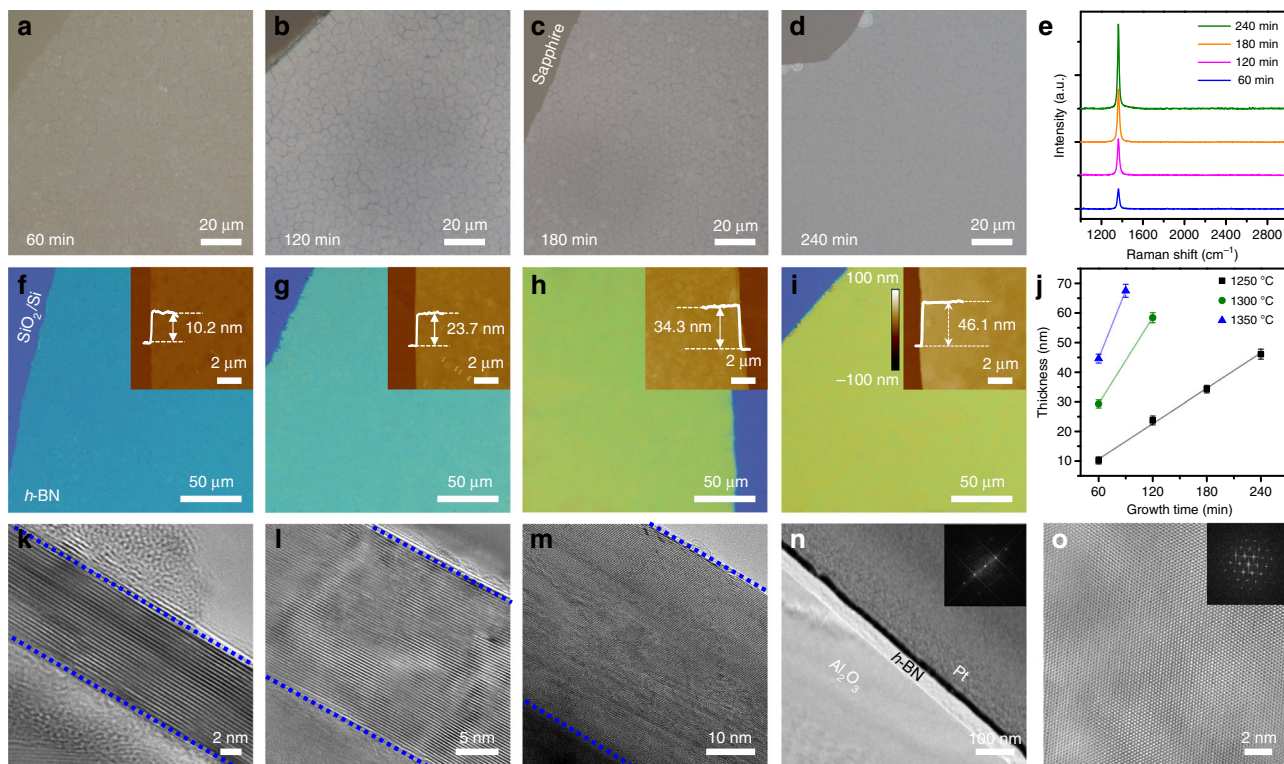 a
60 min
20 μm
b
120 min
20 μm
c
Sapphire
180 min
20 μm
d
240 min
20 μm
e
240 min
180 min
120 min
60 min
Intensity (a.u.)
1200 1600 2000 2400 2800
Raman shift (cm⁻¹)
f
SiO₂/Si
10.2 nm
2 μm
h-BN
50 μm
g
23.7 nm
2 μm
50 μm
h
34.3 nm
2 μm
50 μm
i
100 nm
−100 nm
46.1 nm
2 μm
50 μm
j
1250 °C
1300 °C
1350 °C
Thickness (nm)
70
60
50
40
30
20
10
60 120 180 240
Growth time (min)
k
2 nm
l
5 nm
m
10 nm
n
Pt
h-BN
Al₂O₃
100 nm
o
2 nm